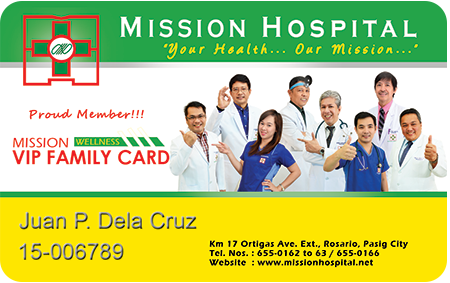 MISSION HOSPITAL
"Your Health... Our Mission..."
Proud Member!!!
MISSION WELLNESS
VIP FAMILY CARD
Juan P. Dela Cruz
15-006789
Km 17 Ortigas Ave. Ext., Rosario, Pasig City
Tel. Nos. : 655-0162 to 63 / 655-0166
Website : www.missionhospital.net